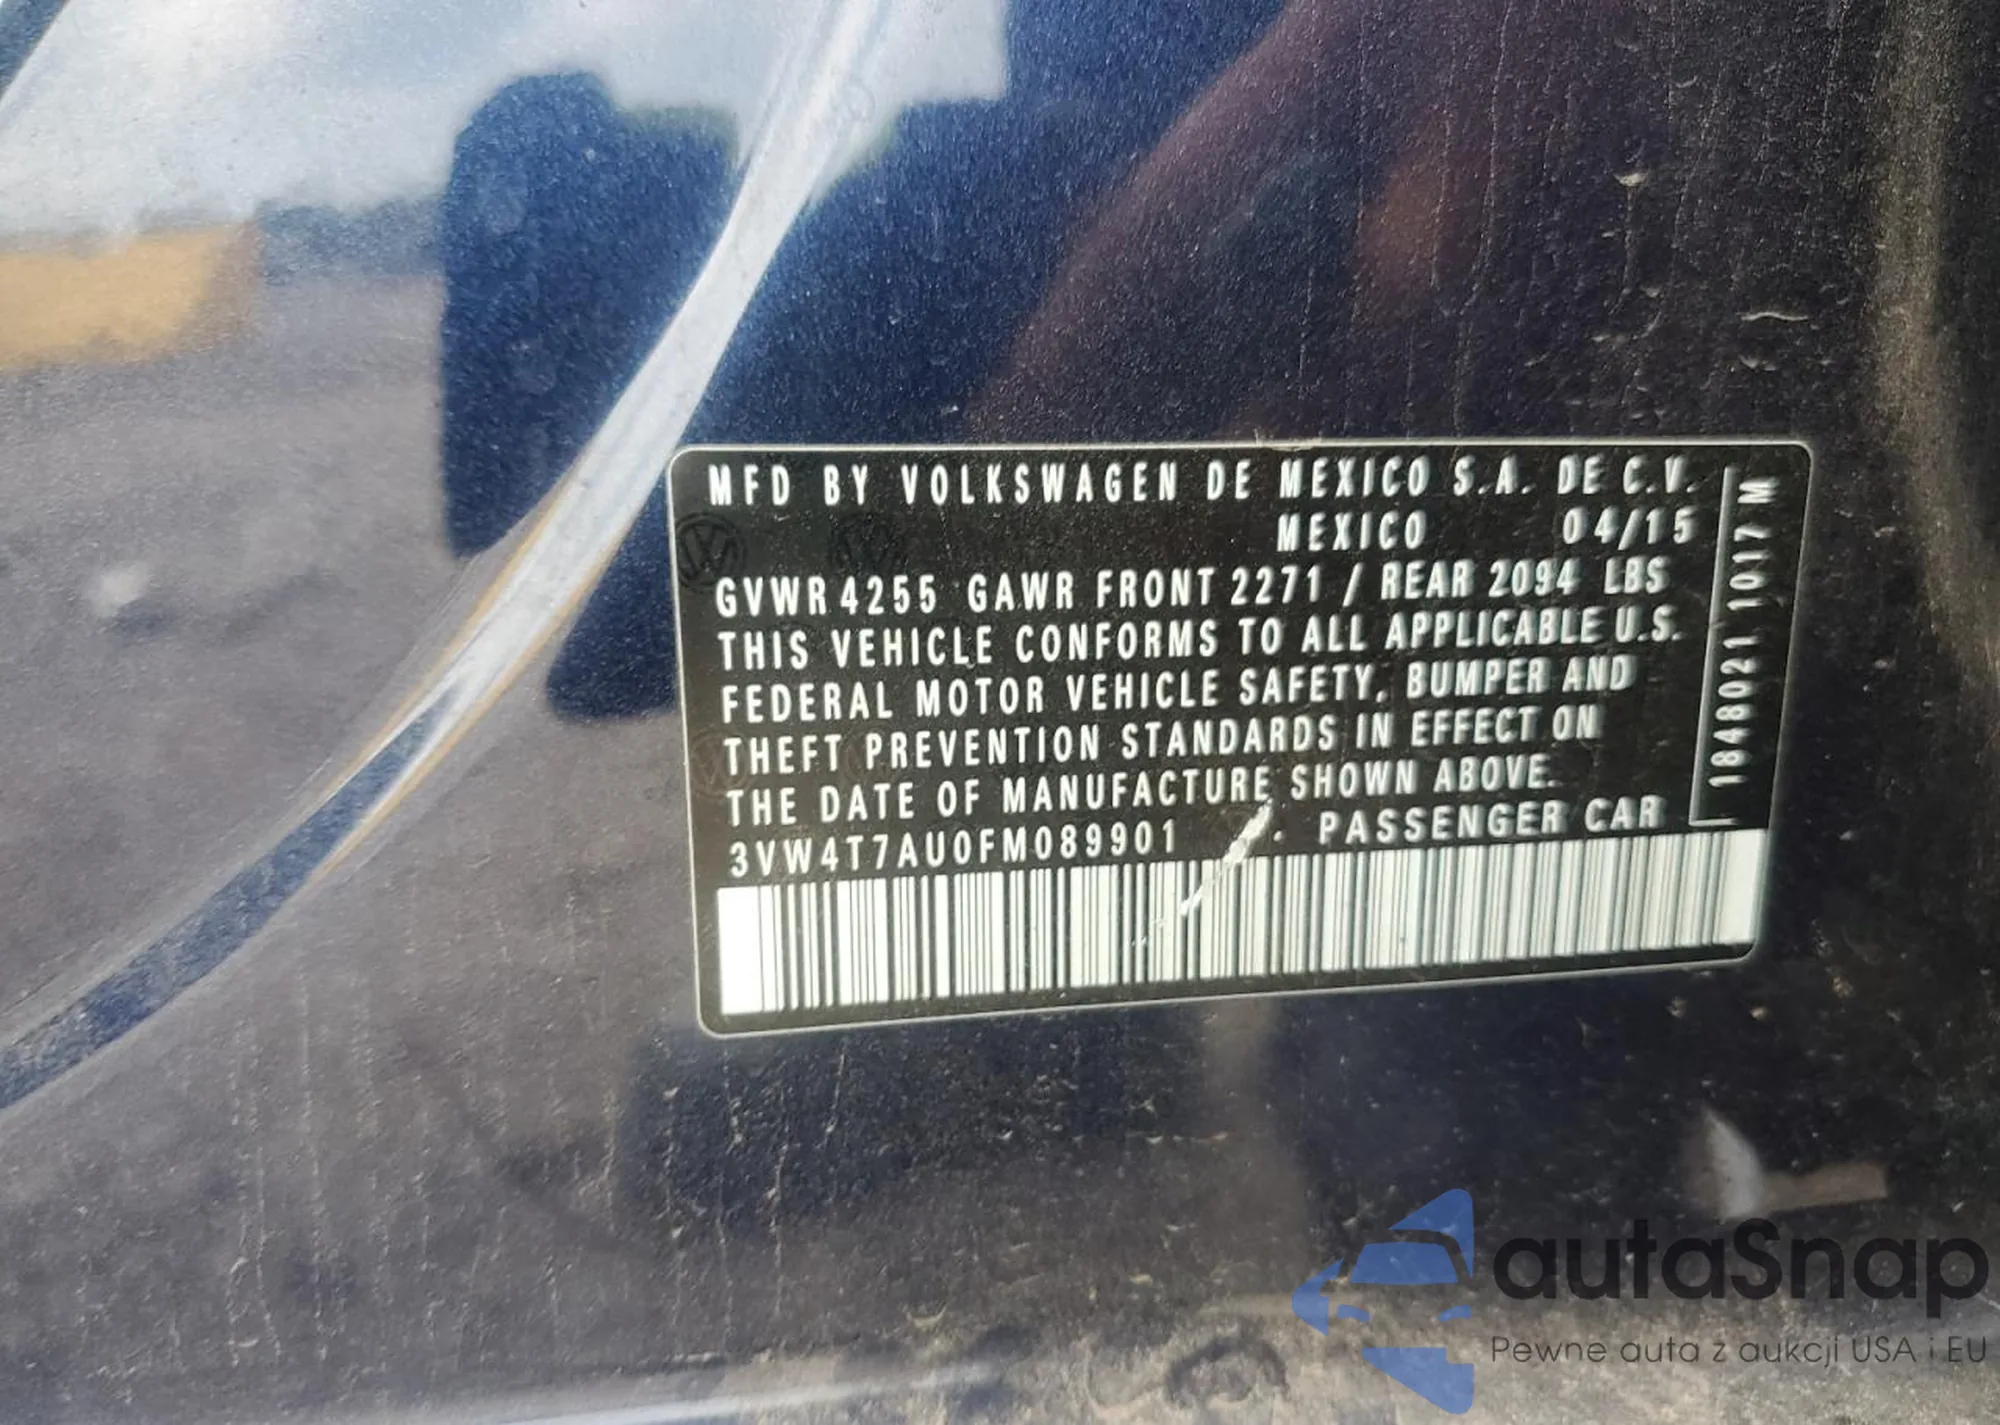 MFD BY VOLKSWAGEN DE MEXICO S.A. DE C.V.
MEXICO 04/15
GVWR 4255 GAWR FRONT 2271 / REAR 2094 LBS
THIS VEHICLE CONFORMS TO ALL APPLICABLE U.S.
FEDERAL MOTOR VEHICLE SAFETY, BUMPER AND
THEFT PREVENTION STANDARDS IN EFFECT ON
THE DATE OF MANUFACTURE SHOWN ABOVE.
3VW4T7AU0FM089901 . PASSENGER CAR
1848021 1017 M
autaSnap
Pewne auta z aukcji USA i EU